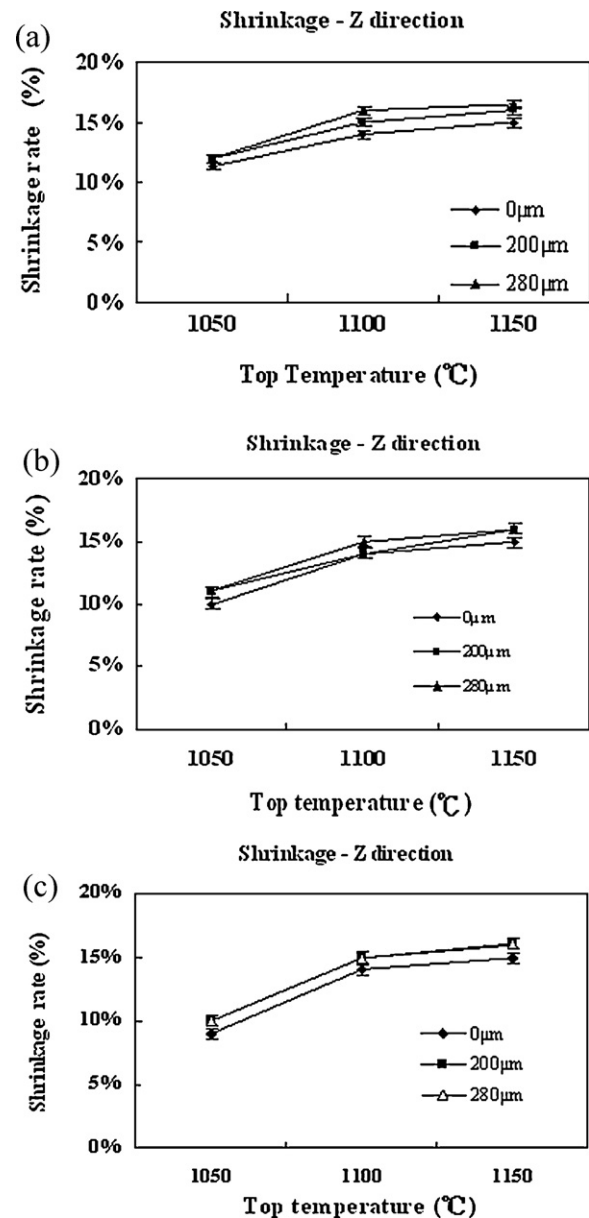 (a)
Shrinkage - Z direction
Shrinkage rate (%)
20%
15%
10%
5%
0%
0μm
200μm
280μm
1050 1100 1150
Top Temperature (℃)
(b)
Shrinkage - Z direction
Shrinkage rate (%)
20%
15%
10%
5%
0%
0μm
200μm
280μm
1050 1100 1150
Top temperature (℃)
(c)
Shrinkage - Z direction
Shrinkage rate (%)
20%
15%
10%
5%
0%
0μm
200μm
280μm
1050 1100 1150
Top temperature (℃)